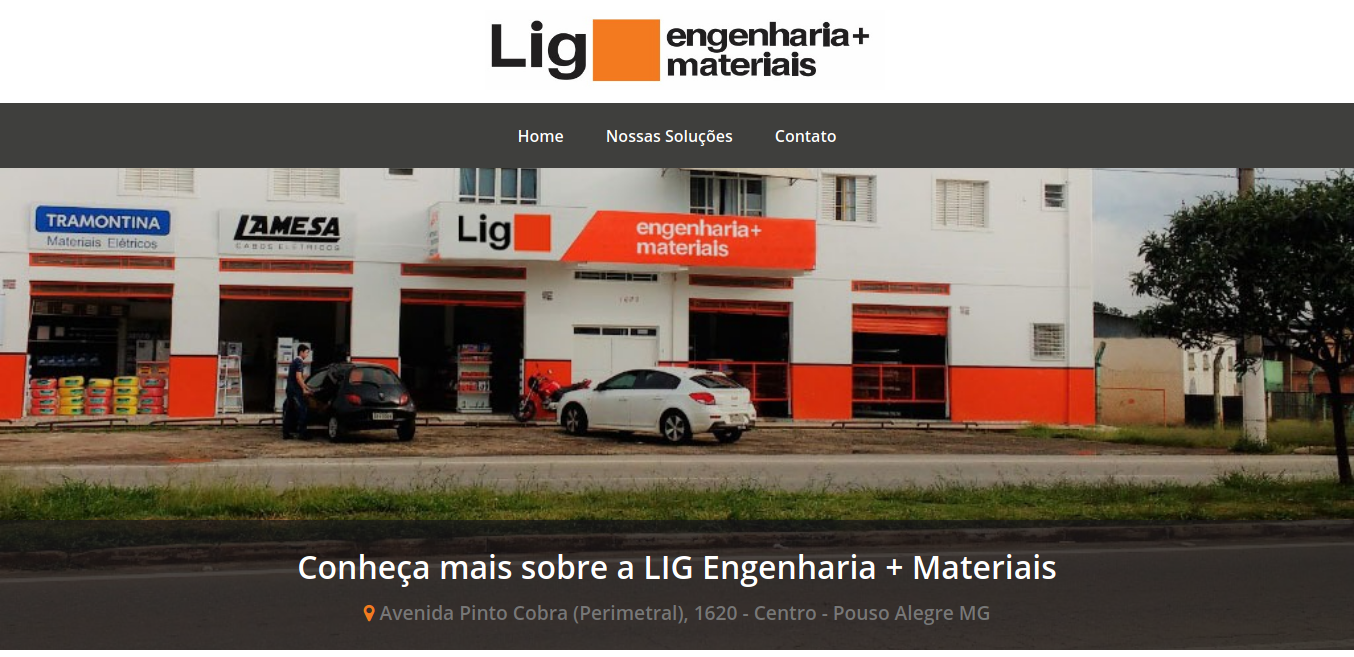 Lig engenharia+
materiais
Home Nossas Soluções Contato
TRAMONTINA
Materiais Elétricos
LAMESA
CABOS ELÉTRICOS
Lig engenharia+
materiais
Conheça mais sobre a LIG Engenharia + Materiais
Avenida Pinto Cobra (Perimetral), 1620 - Centro - Pouso Alegre MG